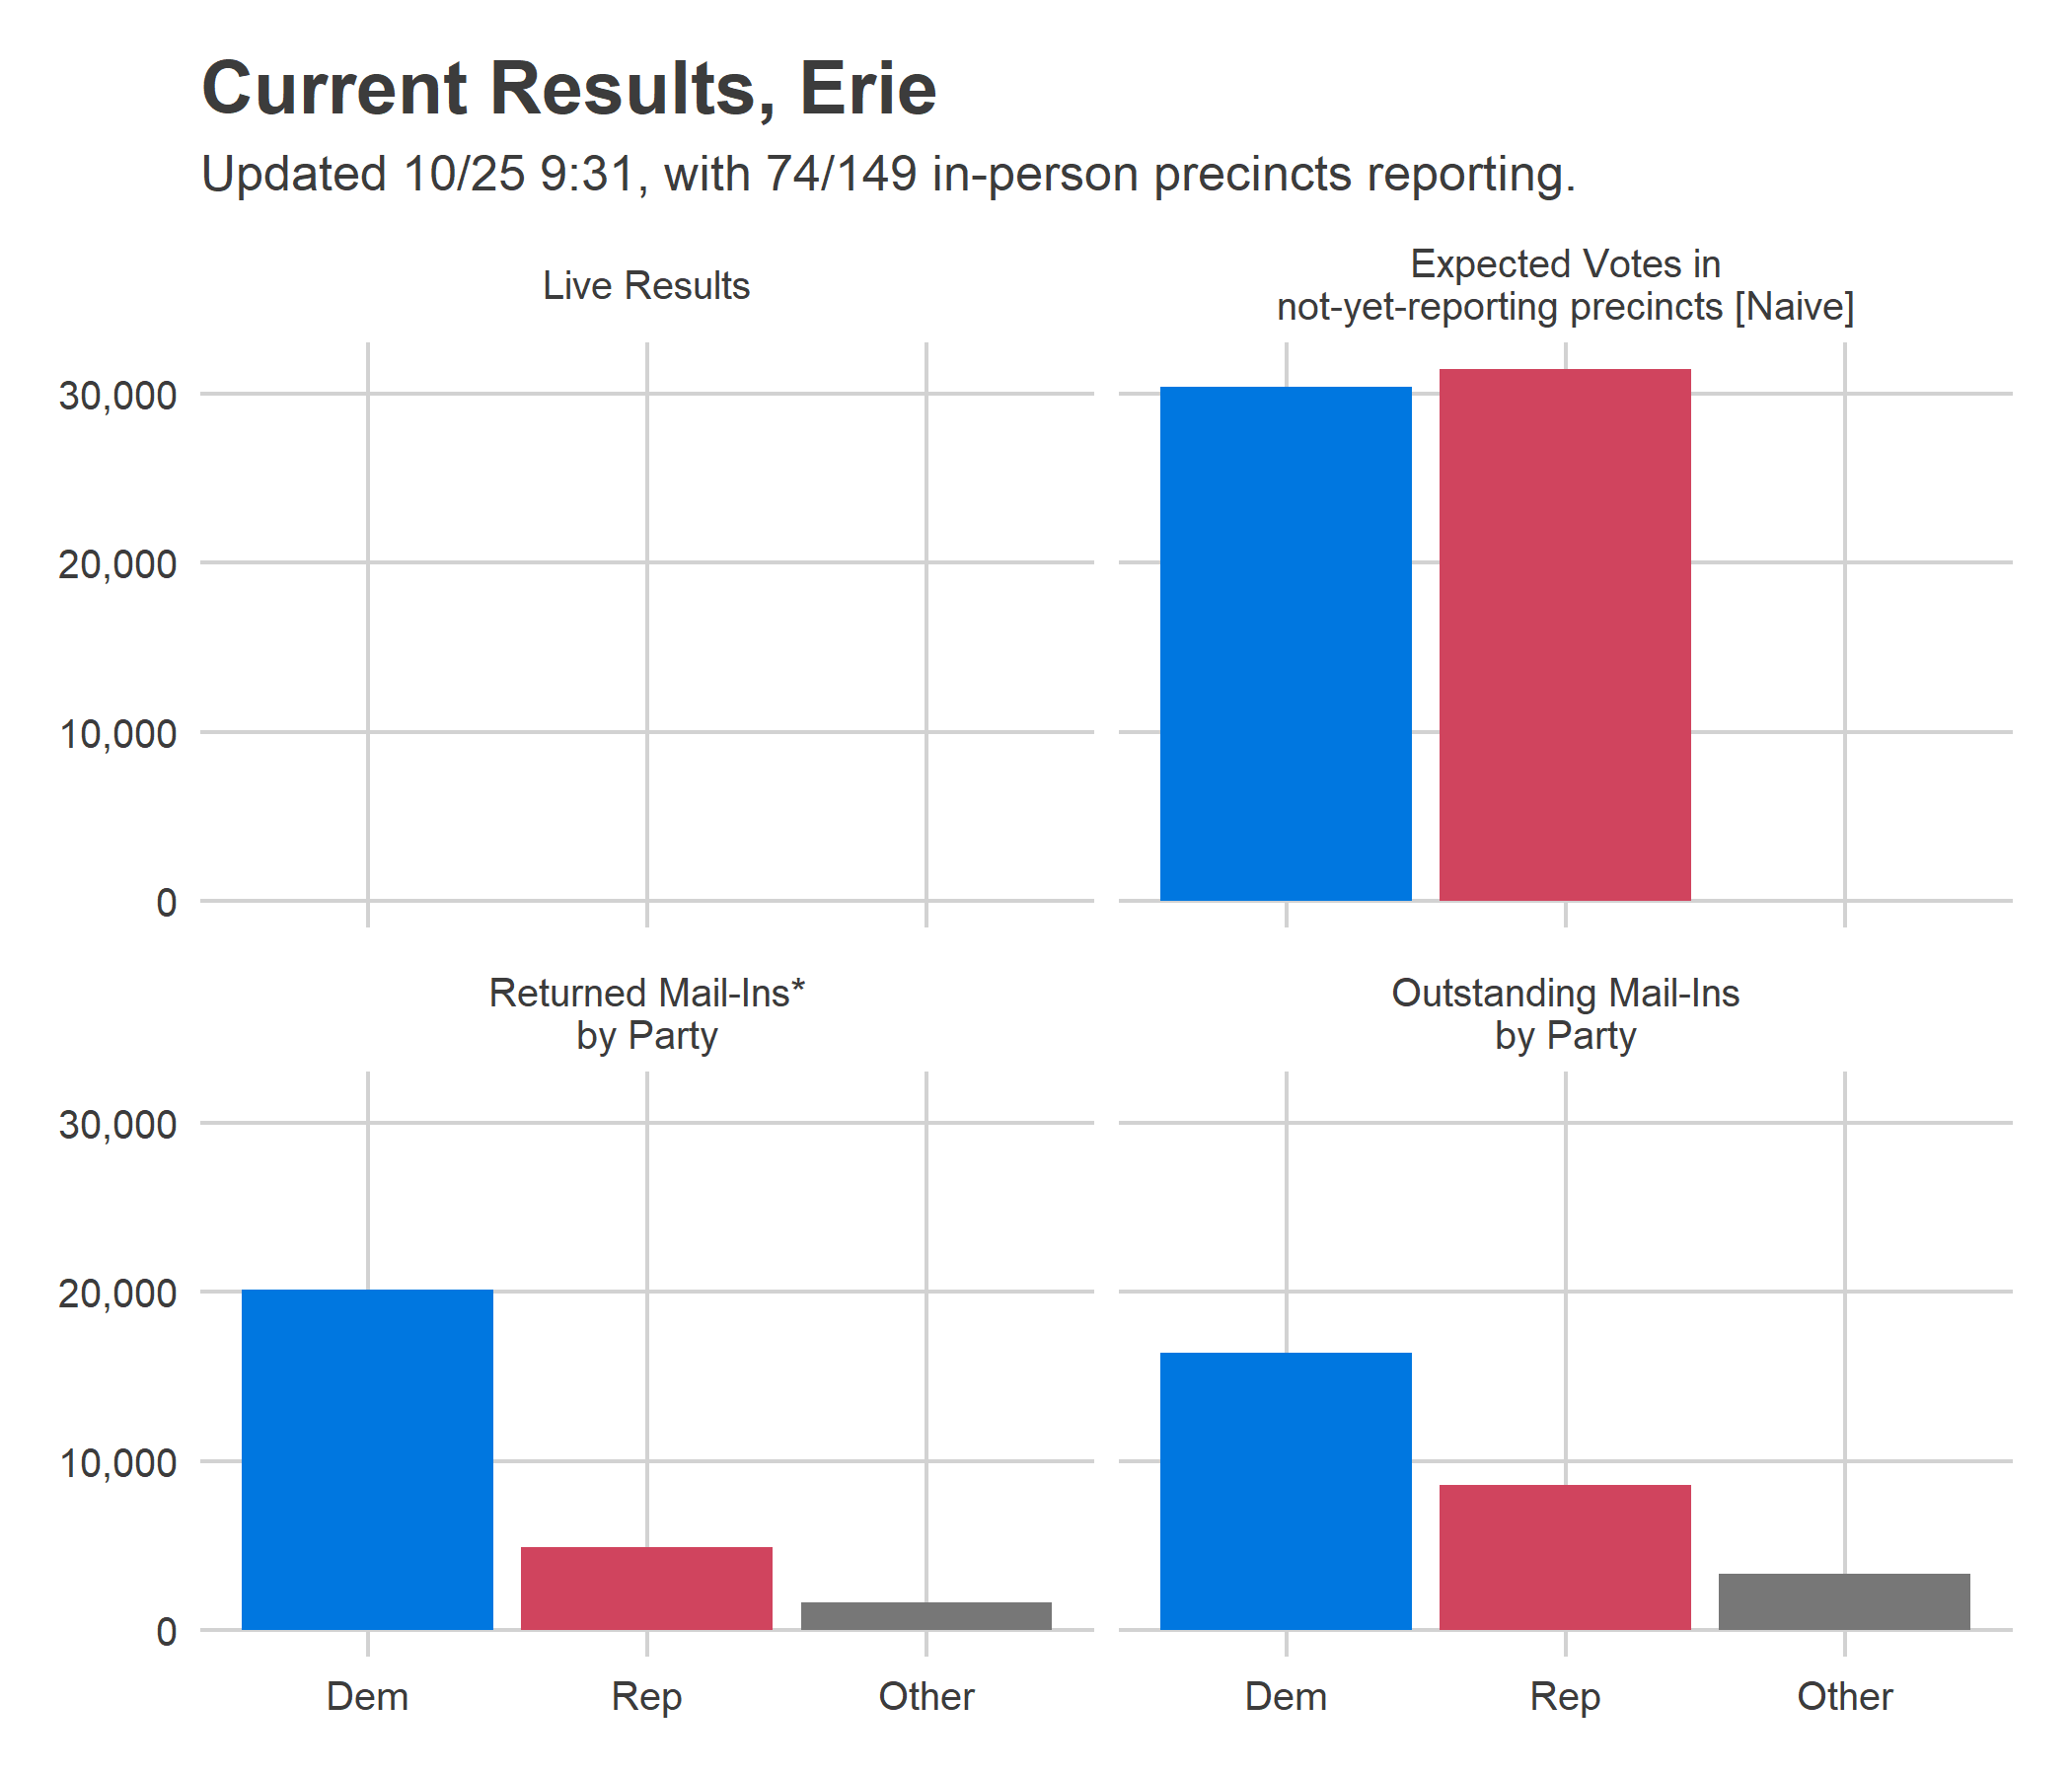 Current Results, Erie
Updated 10/25 9:31, with 74/149 in-person precincts reporting.
Live Results
Expected Votes in
not-yet-reporting precincts [Naive]
30,000
20,000
10,000
0
Returned Mail-Ins*
by Party
Outstanding Mail-Ins
by Party
30,000
20,000
10,000
0
Dem Rep Other Dem Rep Other